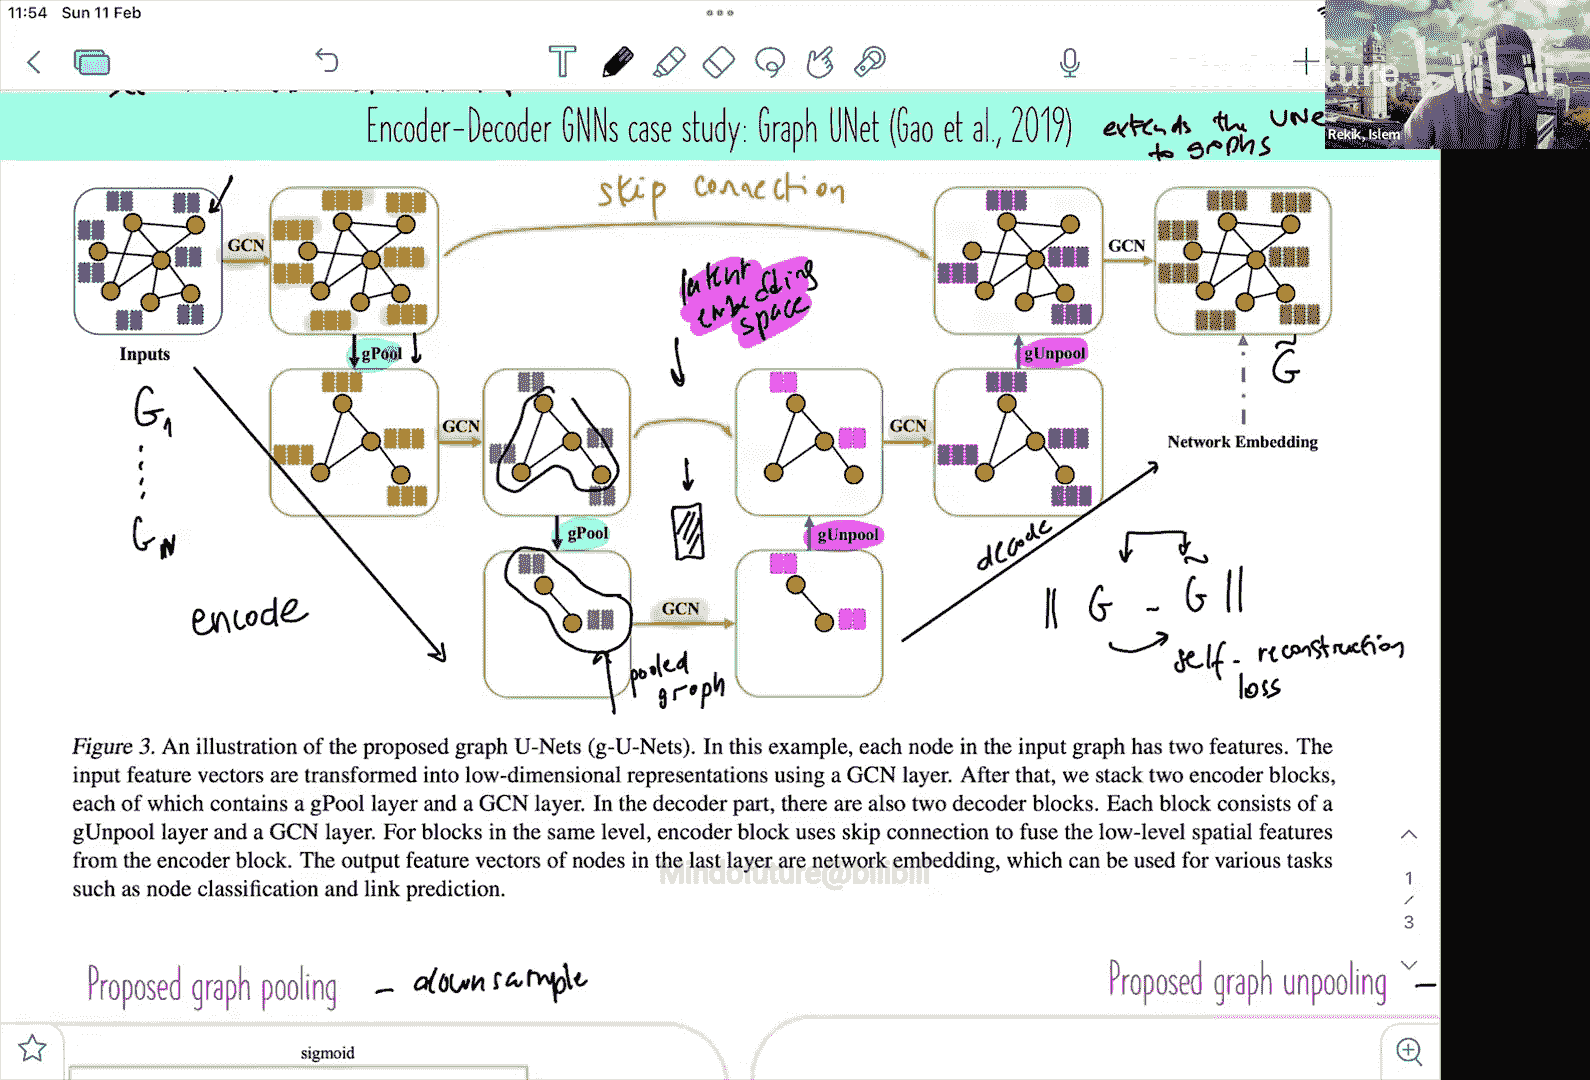 11:54 Sun 11 Feb
bilibili
Rekik, Islem
Encoder-Decoder GNNs case study: Graph UNet (Gao et al., 2019)
extends the UNe
to graphs
skip connection
GCN
GCN
latent
embedding
space
Inputs
gPool
gUnpool
G̃
G1
GN
GCN
GCN
Network Embedding
gPool
gUnpool
decode
encode
GCN
|| G - G̃ ||
self-reconstruction
loss
pooled
graph
Figure 3. An illustration of the proposed graph U-Nets (g-U-Nets). In this example, each node in the input graph has two features. The
input feature vectors are transformed into low-dimensional representations using a GCN layer. After that, we stack two encoder blocks,
each of which contains a gPool layer and a GCN layer. In the decoder part, there are also two decoder blocks. Each block consists of a
gUnpool layer and a GCN layer. For blocks in the same level, encoder block uses skip connection to fuse the low-level spatial features
from the encoder block. The output feature vectors of nodes in the last layer are network embedding, which can be used for various tasks
such as node classification and link prediction.
Mindofuture@bilibili
1
/
3
Proposed graph pooling - downsample
Proposed graph unpooling -
sigmoid